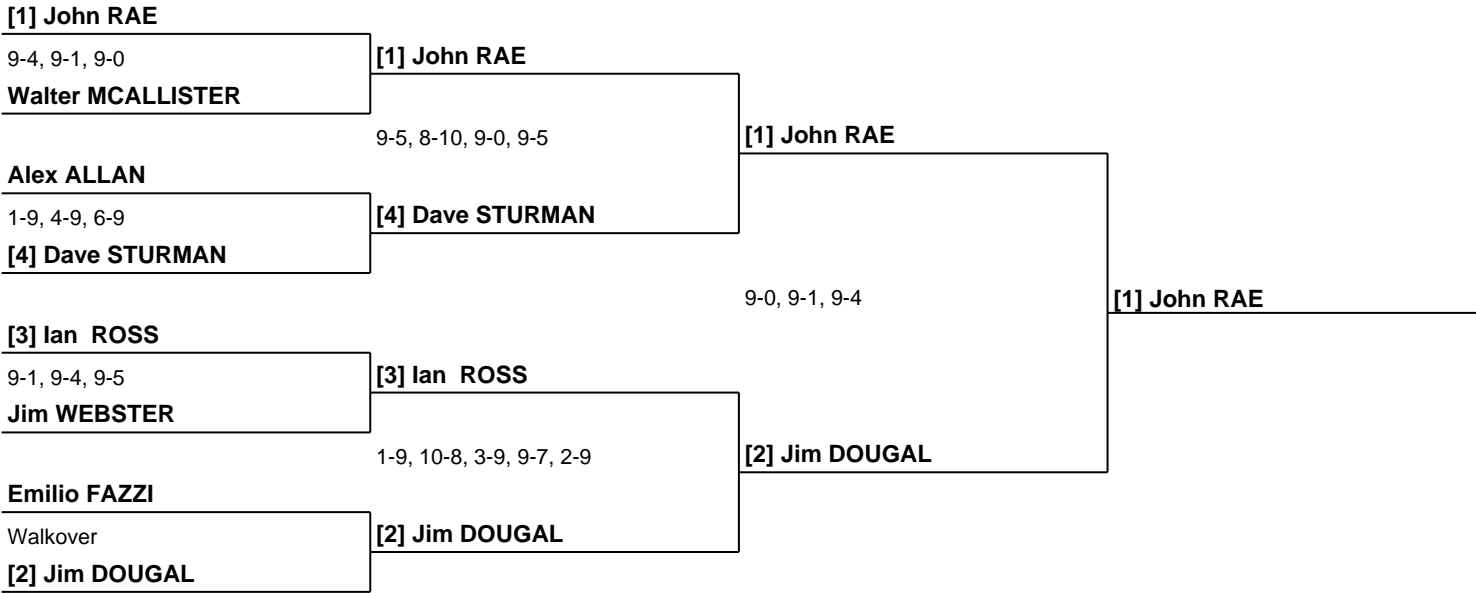 [1] John RAE
9-4, 9-1, 9-0
Walter MCALLISTER
Alex ALLAN
1-9, 4-9, 6-9
[4] Dave STURMAN
[3] Ian  ROSS
9-1, 9-4, 9-5
Jim WEBSTER
Emilio FAZZI
Walkover
[2] Jim DOUGAL
[1] John RAE
9-5, 8-10, 9-0, 9-5
[4] Dave STURMAN
[3] Ian  ROSS
1-9, 10-8, 3-9, 9-7, 2-9
[2] Jim DOUGAL
[1] John RAE
9-0, 9-1, 9-4
[2] Jim DOUGAL
[1] John RAE